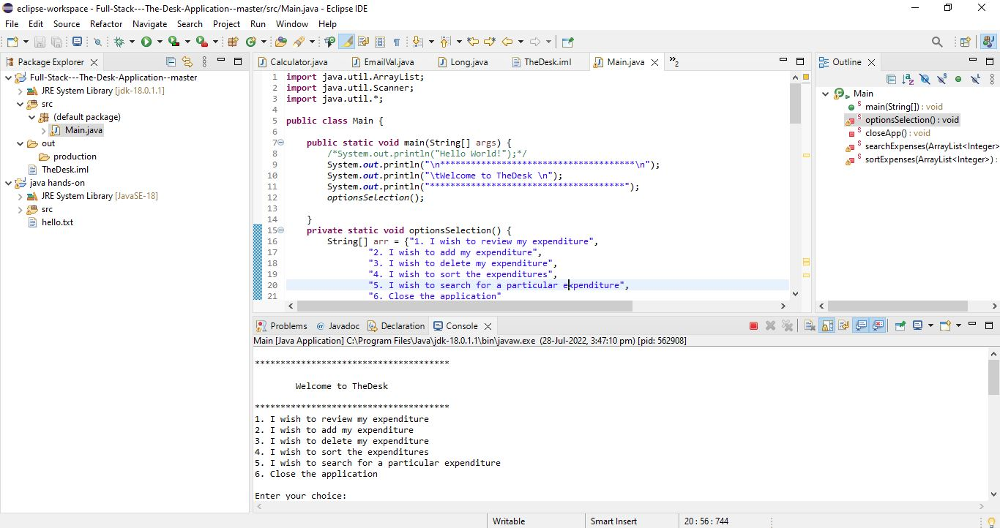 eclipse-workspace - Full-Stack---The-Desk-Application--master/src/Main.java - Eclipse IDE
File Edit Source Refactor Navigate Search Project Run Window Help
Package Explorer
Full-Stack---The-Desk-Application--master
JRE System Library [jdk-18.0.1.1]
src
(default package)
Main.java
out
production
TheDesk.iml
java hands-on
JRE System Library [JavaSE-18]
src
hello.txt
Calculator.java EmailVal.java Long.java TheDesk.iml Main.java »2
1 import java.util.ArrayList;
2 import java.util.Scanner;
3 import java.util.*;
4
5 public class Main {
6
7 public static void main(String[] args) {
8 /*System.out.println("Hello World!");*/
9 System.out.println("\n**************************************\n");
10 System.out.println("\tWelcome to TheDesk \n");
11 System.out.println("**************************************");
12 optionsSelection();
13
14 }
15 private static void optionsSelection() {
16 String[] arr = {"1. I wish to review my expenditure",
17 "2. I wish to add my expenditure",
18 "3. I wish to delete my expenditure",
19 "4. I wish to sort the expenditures",
20 "5. I wish to search for a particular expenditure",
21 "6. Close the application"
Outline
Main
main(String[]) : void
optionsSelection() : void
closeApp() : void
searchExpenses(ArrayList<Integer>
sortExpenses(ArrayList<Integer>) :
Problems @ Javadoc Declaration Console
Main [Java Application] C:\Program Files\Java\jdk-18.0.1.1\bin\javaw.exe (28-Jul-2022, 3:47:10 pm) [pid: 562908]
**************************************
Welcome to TheDesk
**************************************
1. I wish to review my expenditure
2. I wish to add my expenditure
3. I wish to delete my expenditure
4. I wish to sort the expenditures
5. I wish to search for a particular expenditure
6. Close the application
Enter your choice:
Writable Smart Insert 20 : 56 : 744